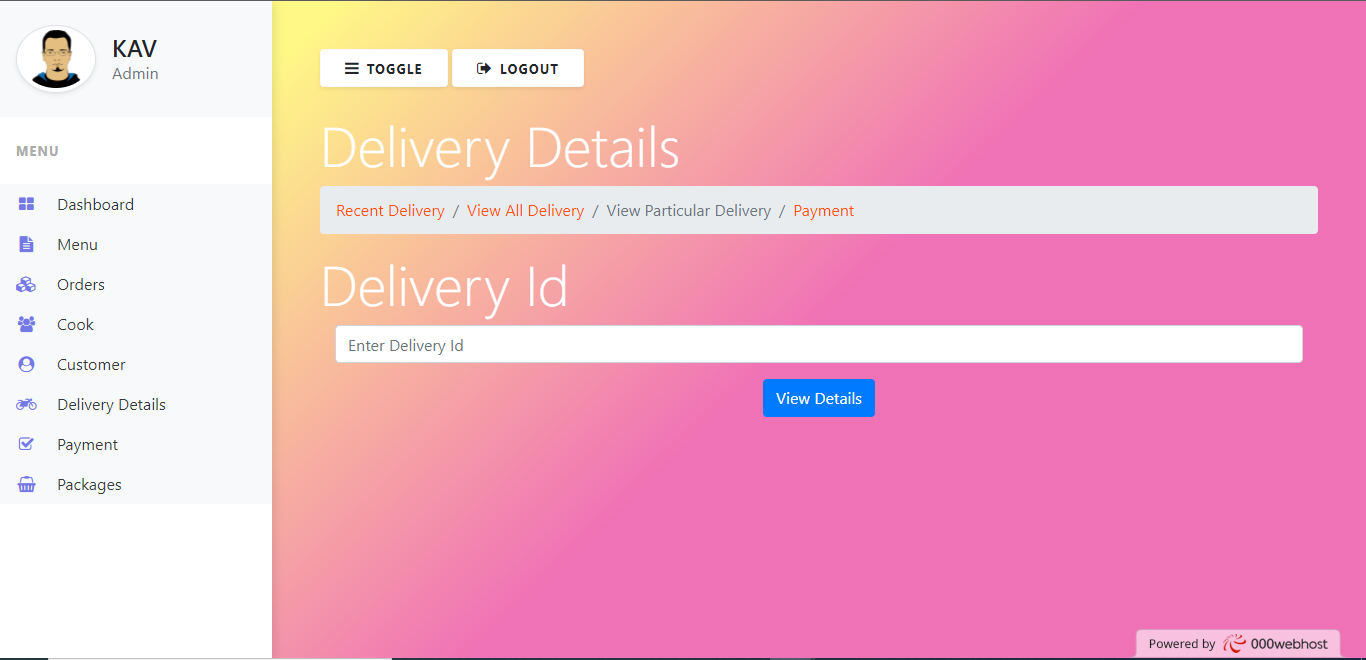 KAV
Admin
MENU
Dashboard
Menu
Orders
Cook
Customer
Delivery Details
Payment
Packages
TOGGLE LOGOUT
Delivery Details
Recent Delivery / View All Delivery / View Particular Delivery / Payment
Delivery Id
Enter Delivery Id
View Details
Powered by 000webhost